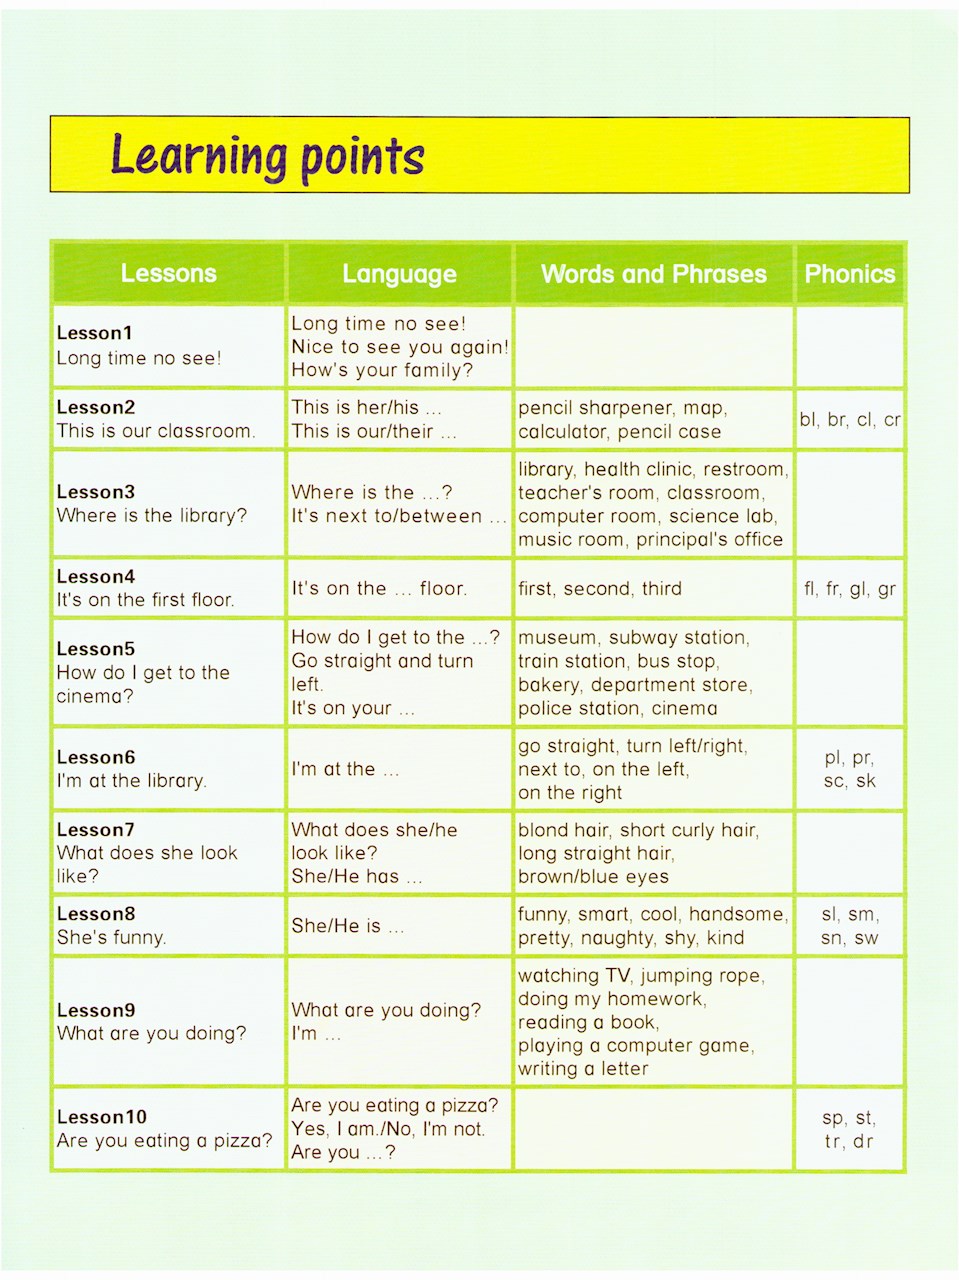 Learning points
Lessons
Language
Words and Phrases
Phonics
Lesson1
Long time no see!
Long time no see!
Nice to see you again!
How's your family?
Lesson2
This is our classroom.
This is her/his ...
This is our/their ...
pencil sharpener, map,
calculator, pencil case
bl, br, cl, cr
Lesson3
Where is the library?
Where is the ...?
It's next to/between ...
library, health clinic, restroom,
teacher's room, classroom,
computer room, science lab,
music room, principal's office
Lesson4
It's on the first floor.
It's on the ... floor.
first, second, third
fl, fr, gl, gr
Lesson5
How do I get to the
cinema?
How do I get to the ...?
Go straight and turn
left.
It's on your ...
museum, subway station,
train station, bus stop,
bakery, department store,
police station, cinema
Lesson6
I'm at the library.
I'm at the ...
go straight, turn left/right,
next to, on the left,
on the right
pl, pr,
sc, sk
Lesson7
What does she look
like?
What does she/he
look like?
She/He has ...
blond hair, short curly hair,
long straight hair,
brown/blue eyes
Lesson8
She's funny.
She/He is ...
funny, smart, cool, handsome,
pretty, naughty, shy, kind
sl, sm,
sn, sw
Lesson9
What are you doing?
What are you doing?
I'm ...
watching TV, jumping rope,
doing my homework,
reading a book,
playing a computer game,
writing a letter
Lesson10
Are you eating a pizza?
Are you eating a pizza?
Yes, I am./No, I'm not.
Are you ...?
sp, st,
tr, dr